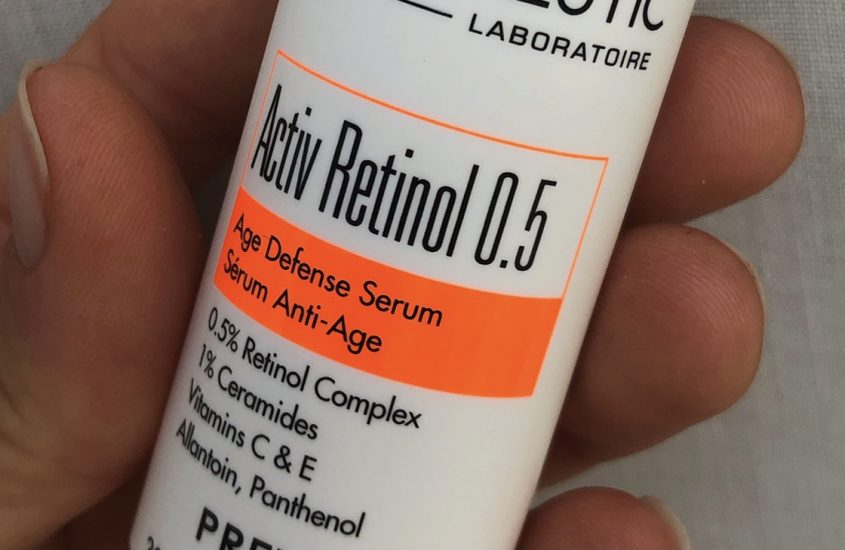 LABORATOIRE
Activ Retinol 0.5
Age Defense Serum
Sérum Anti-Age
0.5% Retinol Complex
1% Ceramides
Vitamins C & E
Allantoin, Panthenol